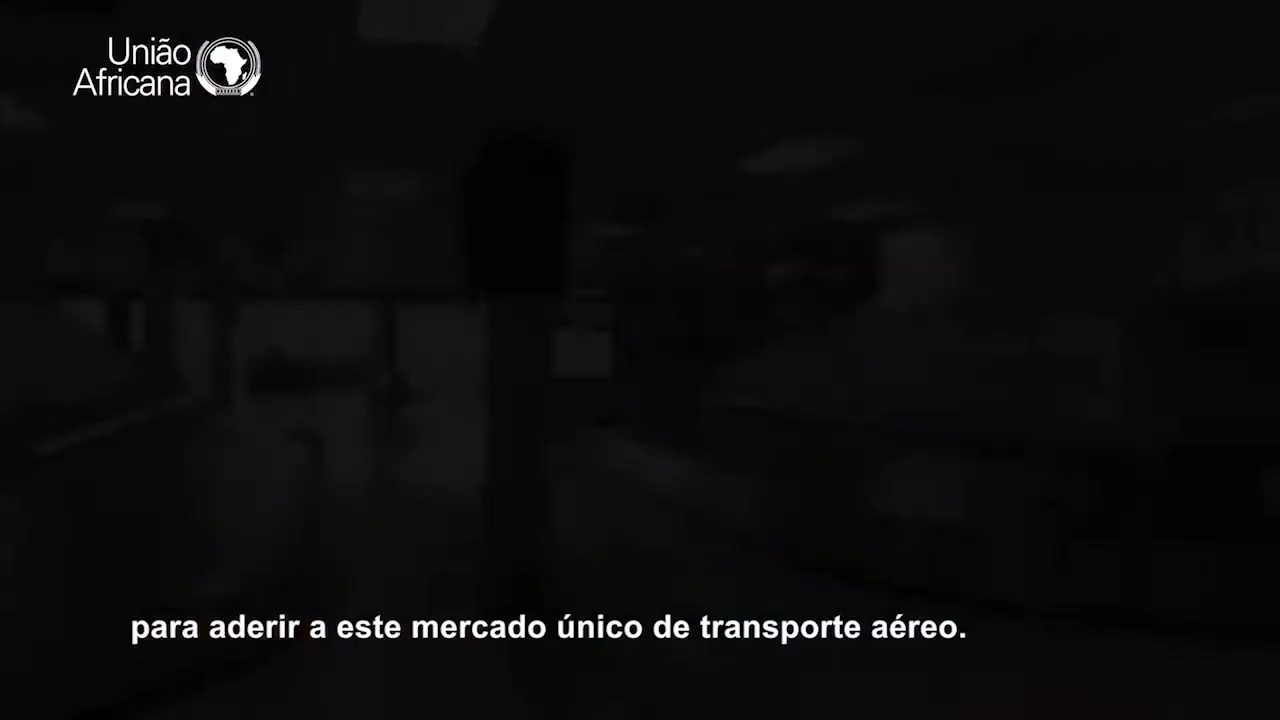 União
Africana
para aderir a este mercado único de transporte aéreo.